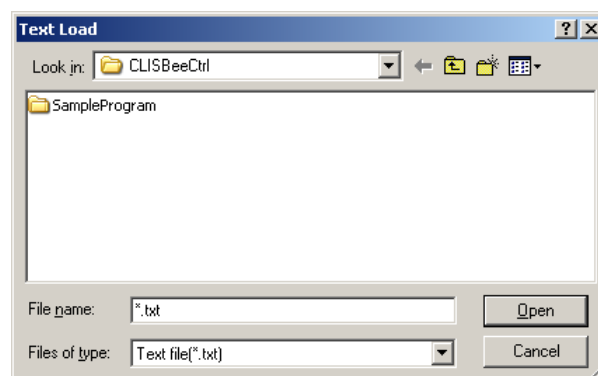 Text Load
Look in: CLISBeeCtrl
SampleProgram
File name: *.txt Open
Files of type: Text file(*.txt) Cancel